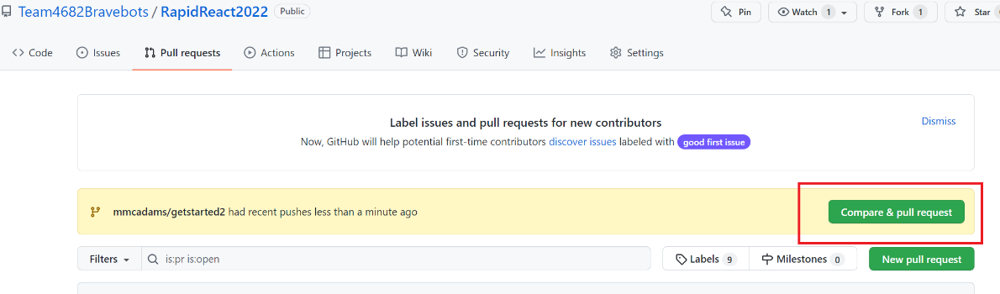 Team4682Bravebots / RapidReact2022 Public Pin Watch 1 Fork 1 Star
Code Issues Pull requests Actions Projects Wiki Security Insights Settings
Label issues and pull requests for new contributors
Dismiss
Now, GitHub will help potential first-time contributors discover issues labeled with good first issue
mmcadams/getstarted2 had recent pushes less than a minute ago
Compare & pull request
Filters is:pr is:open Labels 9 Milestones 0 New pull request